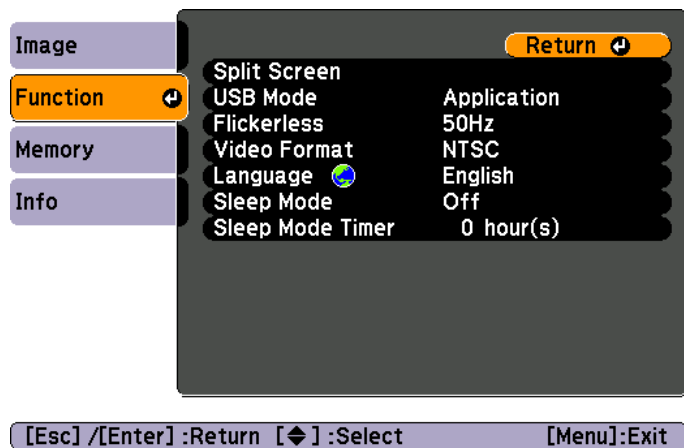 Image
Function
Memory
Info
Return
Split Screen
USB Mode Application
Flickerless 50Hz
Video Format NTSC
Language English
Sleep Mode Off
Sleep Mode Timer 0 hour(s)
[Esc] /[Enter] :Return [◆] :Select [Menu]:Exit